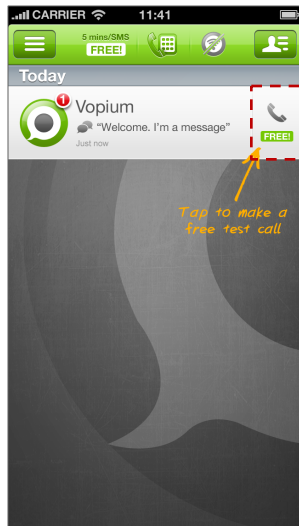 CARRIER 11:41
5 mins/SMS
FREE!
Today
1
Vopium
“Welcome. I'm a message”
Just now
FREE!
Tap to make a
free test call